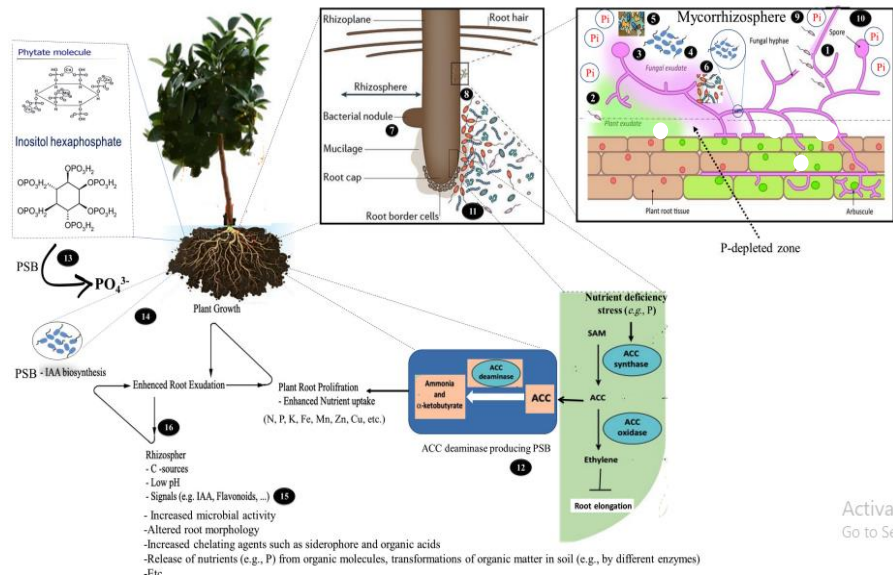 13
Phytate molecule
Inositol hexaphosphate
OPO₃H₂
H₂O₃PO
OPO₃H₂
H₂O₃PO
OPO₃H₂
OPO₃H₂
PSB
13
PO₄³⁻
PSB - IAA biosynthesis
14
Rhizoplane
Root hair
Rhizosphere
8
Bacterial nodule
7
Mucilage
Root cap
Root border cells
11
Mycorrhizosphere
Pi
5
Pi
9
Pi
10
Pi
Pi
4
3
Fungal exudate
6
Fungal hyphae
1
Spore
Pi
Pi
2
Plant exudate
Plant root tissue
Arbuscule
P-depleted zone
Plant Growth
Enhanced Root Exudation
Plant Root Prolifration
- Enhanced Nutrient uptake
(N, P, K, Fe, Mn, Zn, Cu, etc.)
Ammonia
and
α-ketobutyrate
ACC
deaminase
ACC
ACC deaminase producing PSB
12
Nutrient deficiency
stress (e.g., P)
SAM
ACC
synthase
ACC
ACC
oxidase
Ethylene
Root elongation
16
Rhizospher
- C -sources
- Low pH
- Signals (e.g. IAA, Flavonoids, ...)
15
- Increased microbial activity
-Altered root morphology
-Increased chelating agents such as siderophore and organic acids
-Release of nutrients (e.g., P) from organic molecules, transformations of organic matter in soil (e.g., by different enzymes)
-Etc
Activa
Go to Se